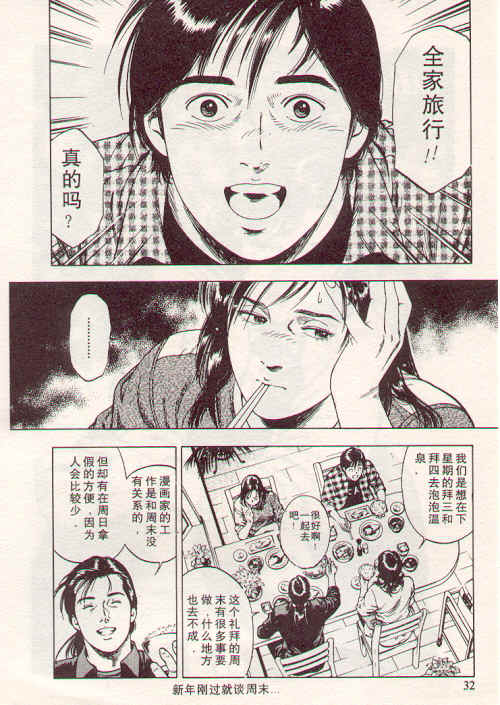 全家旅行!!
真的吗?
………
我们是想在下
星期的拜三和
拜四去泡泡温
泉.
很好啊!
一起去
吧!
这个礼拜的周
末有很多事要
做.什么地方
也去不成.
漫画家的工
作是和周末没
有关系的.
但却有在周日拿
假的方便.因为
人会比较少.
新年刚过就谈周末...
32